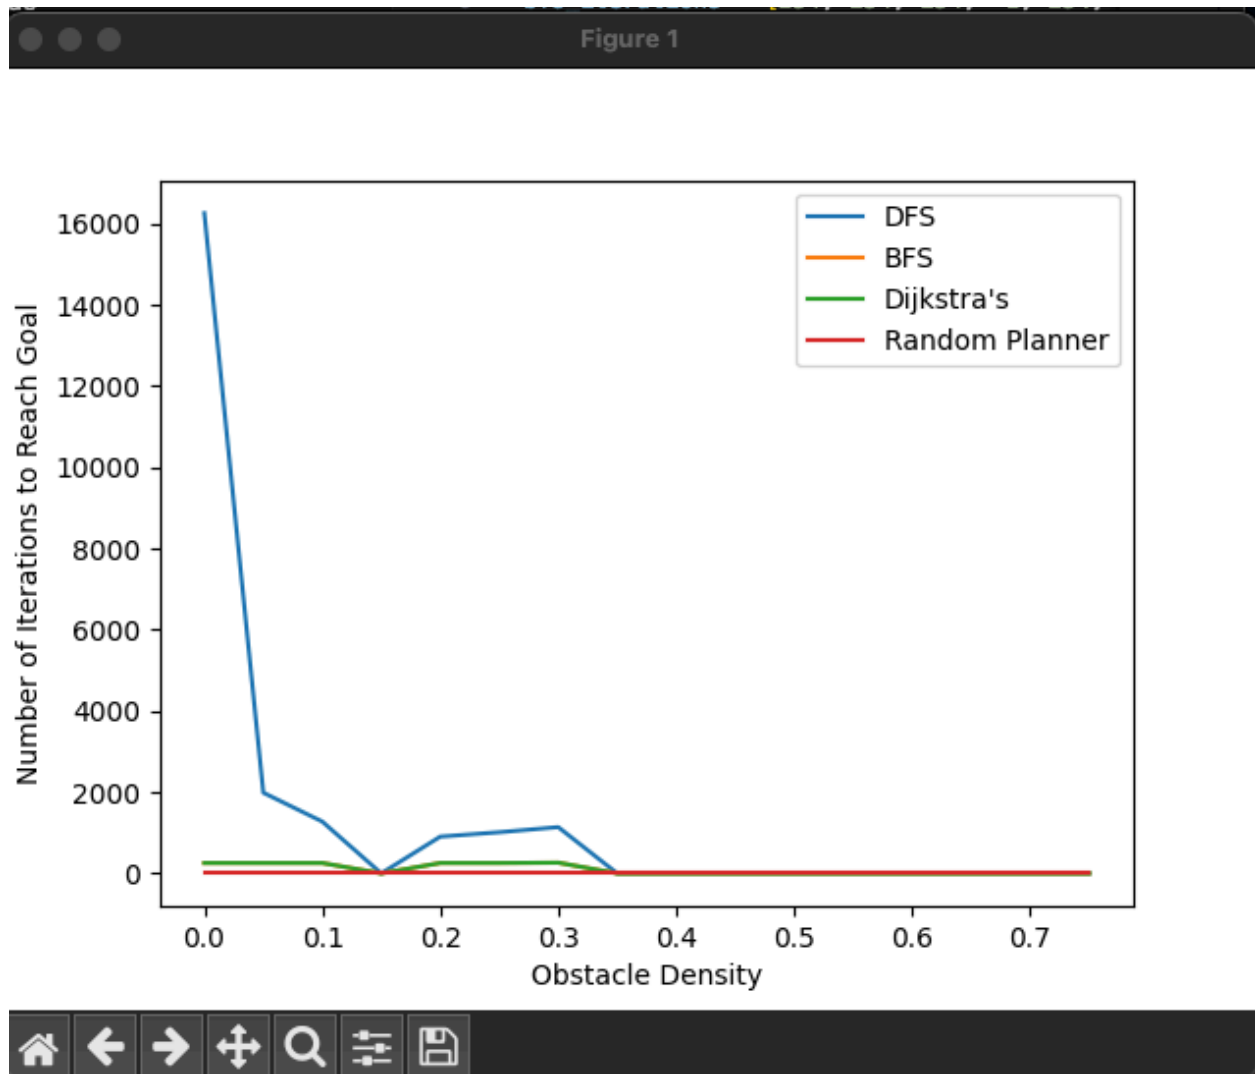 Figure 1
16000
14000
12000
10000
8000
6000
4000
2000
0
Number of Iterations to Reach Goal
DFS
BFS
Dijkstra's
Random Planner
0.0 0.1 0.2 0.3 0.4 0.5 0.6 0.7
Obstacle Density